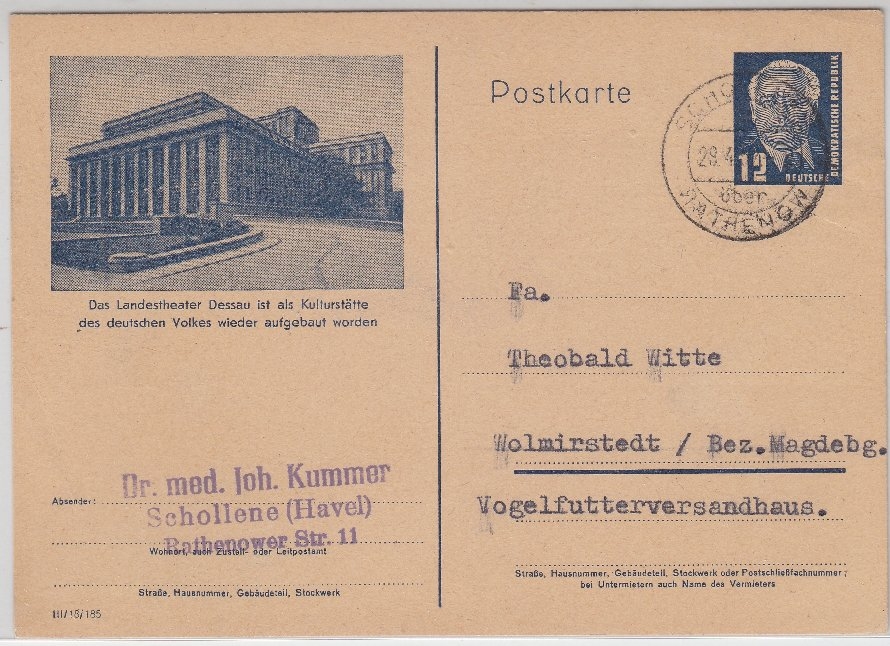 Das Landestheater Dessau ist als Kulturstätte
des deutschen Volkes wieder aufgebaut worden
Absender:
Dr. med. Joh. Kummer
Schollene (Havel)
Rathenower Str. 11
Wohnort, auch Zustell- oder Leitpostamt
Straße, Hausnummer, Gebäudeteil, Stockwerk
III/18/185
Postkarte
29.4
über
RATHENOW
12
DEUTSCHE
DEMOKRATISCHE REPUBLIK
Fa.
Theobald Witte
Wolmirstedt / Bez.Magdebg.
Vogelfutterversandhaus.
Straße, Hausnummer, Gebäudeteil, Stockwerk oder Postschließfachnummer;
bei Untermietern auch Name des Vermieters